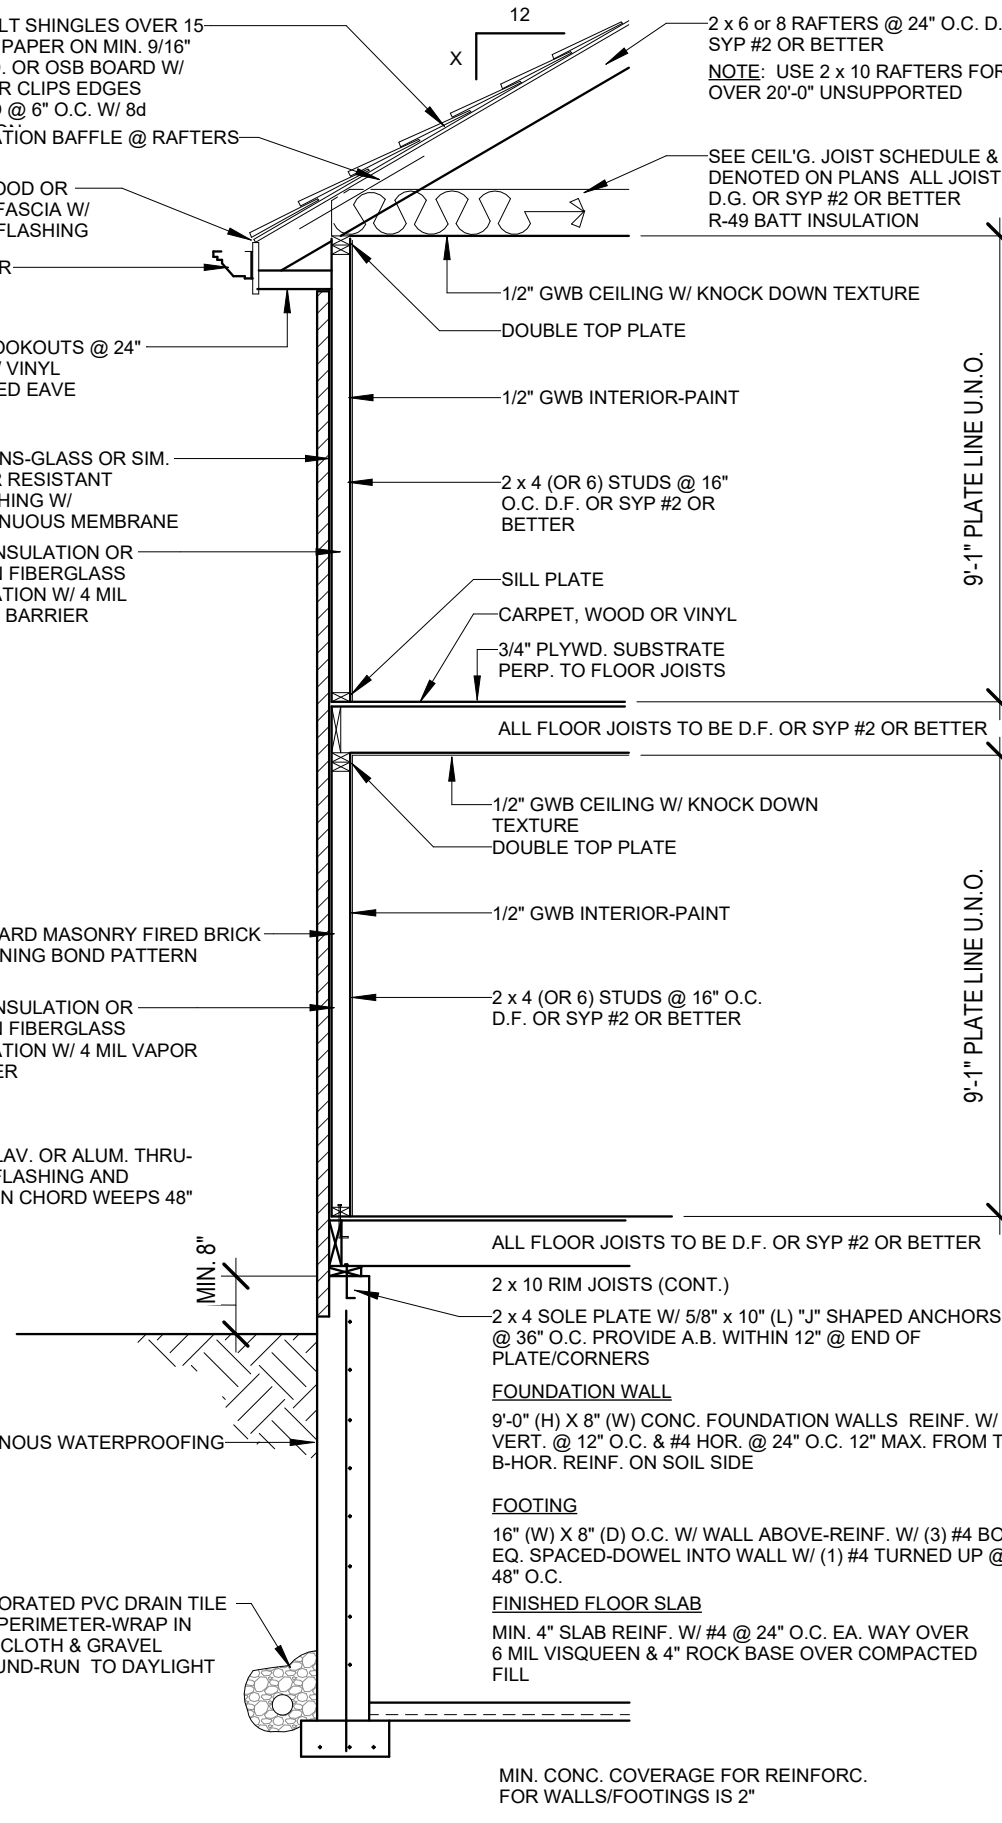 LT SHINGLES OVER 15
PAPER ON MIN. 9/16"
OR OSB BOARD W/
R CLIPS EDGES
@ 6" O.C. W/ 8d
ATION BAFFLE @ RAFTERS
OOD OR
FASCIA W/
FLASHING
R
OOKOUTS @ 24"
VINYL
ED EAVE
NS-GLASS OR SIM.
R RESISTANT
HING W/
NUOUS MEMBRANE
NSULATION OR
N FIBERGLASS
ATION W/ 4 MIL
BARRIER
ARD MASONRY FIRED BRICK
NING BOND PATTERN
NSULATION OR
N FIBERGLASS
ATION W/ 4 MIL VAPOR
ER
LAV. OR ALUM. THRU-
FLASHING AND
N CHORD WEEPS 48"
MIN. 8"
NOUS WATERPROOFING
ORATED PVC DRAIN TILE
PERIMETER-WRAP IN
CLOTH & GRAVEL
UND-RUN TO DAYLIGHT
12
X
2 x 6 or 8 RAFTERS @ 24" O.C. D.
SYP #2 OR BETTER
NOTE: USE 2 x 10 RAFTERS FOR
OVER 20'-0" UNSUPPORTED
SEE CEIL'G. JOIST SCHEDULE &
DENOTED ON PLANS ALL JOIST
D.G. OR SYP #2 OR BETTER
R-49 BATT INSULATION
1/2" GWB CEILING W/ KNOCK DOWN TEXTURE
DOUBLE TOP PLATE
1/2" GWB INTERIOR-PAINT
2 x 4 (OR 6) STUDS @ 16"
O.C. D.F. OR SYP #2 OR
BETTER
SILL PLATE
CARPET, WOOD OR VINYL
3/4" PLYWD. SUBSTRATE
PERP. TO FLOOR JOISTS
9'-1" PLATE LINE U.N.O.
ALL FLOOR JOISTS TO BE D.F. OR SYP #2 OR BETTER
1/2" GWB CEILING W/ KNOCK DOWN
TEXTURE
DOUBLE TOP PLATE
1/2" GWB INTERIOR-PAINT
2 x 4 (OR 6) STUDS @ 16" O.C.
D.F. OR SYP #2 OR BETTER
9'-1" PLATE LINE U.N.O.
ALL FLOOR JOISTS TO BE D.F. OR SYP #2 OR BETTER
2 x 10 RIM JOISTS (CONT.)
2 x 4 SOLE PLATE W/ 5/8" x 10" (L) "J" SHAPED ANCHORS
@ 36" O.C. PROVIDE A.B. WITHIN 12" @ END OF
PLATE/CORNERS
FOUNDATION WALL
9'-0" (H) X 8" (W) CONC. FOUNDATION WALLS REINF. W/
VERT. @ 12" O.C. & #4 HOR. @ 24" O.C. 12" MAX. FROM T
B-HOR. REINF. ON SOIL SIDE
FOOTING
16" (W) X 8" (D) O.C. W/ WALL ABOVE-REINF. W/ (3) #4 BO
EQ. SPACED-DOWEL INTO WALL W/ (1) #4 TURNED UP @
48" O.C.
FINISHED FLOOR SLAB
MIN. 4" SLAB REINF. W/ #4 @ 24" O.C. EA. WAY OVER
6 MIL VISQUEEN & 4" ROCK BASE OVER COMPACTED
FILL
MIN. CONC. COVERAGE FOR REINFORC.
FOR WALLS/FOOTINGS IS 2"